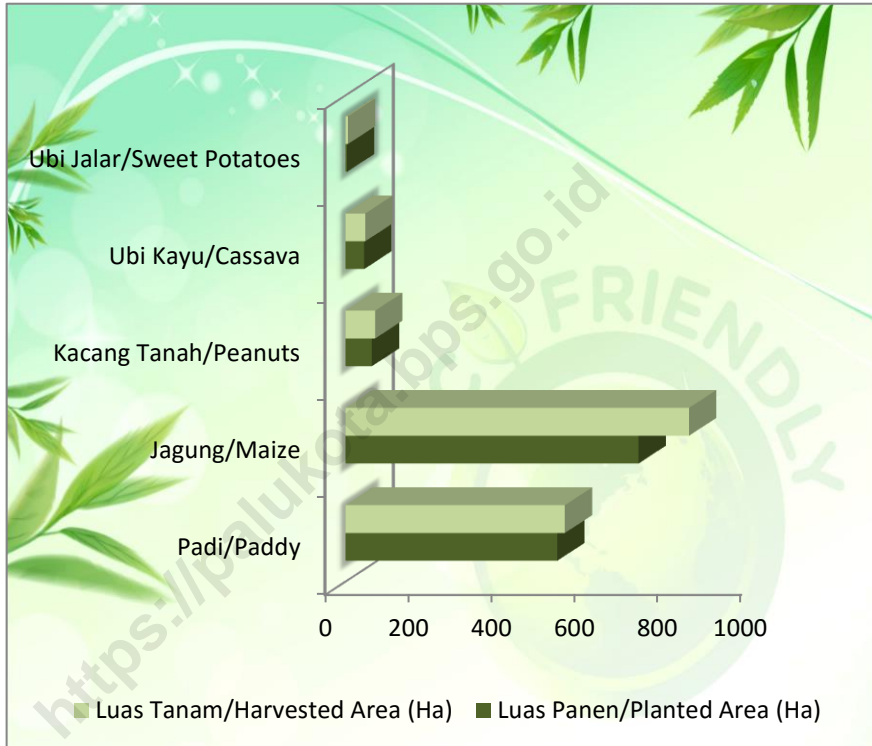 Ubi Jalar/Sweet Potatoes
Ubi Kayu/Cassava
Kacang Tanah/Peanuts
Jagung/Maize
Padi/Paddy
0 200 400 600 800 1000
Luas Tanam/Harvested Area (Ha) Luas Panen/Planted Area (Ha)
https://palukota.bps.go.id
FRIENDLY